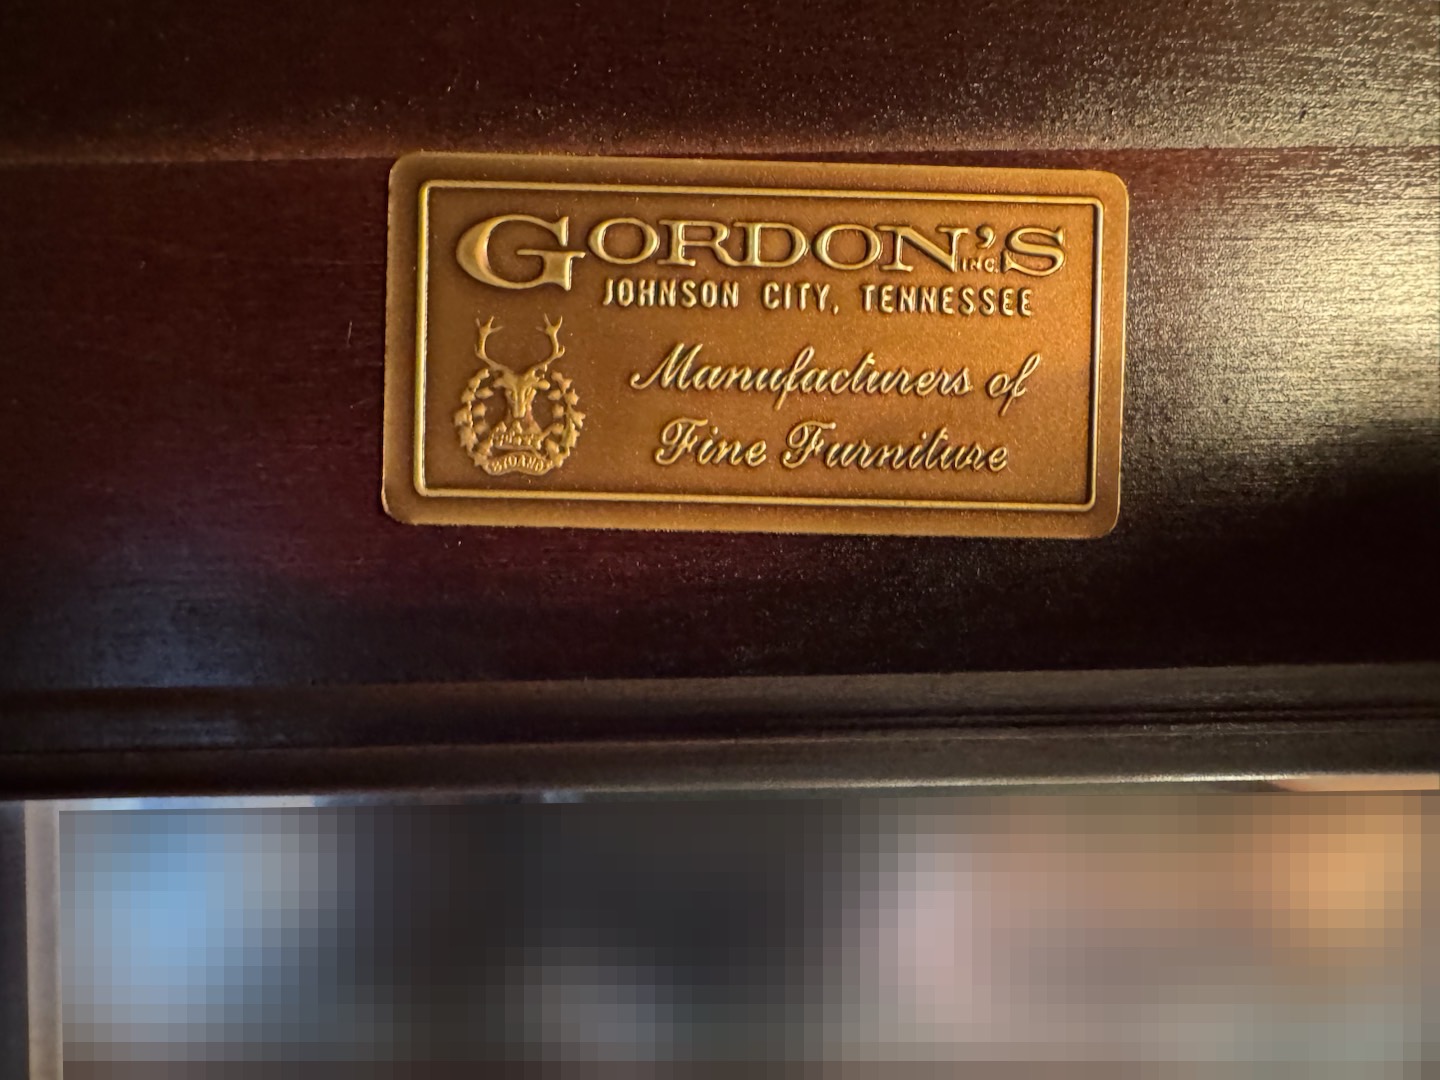 GORDON'S INC.
JOHNSON CITY, TENNESSEE
Manufacturers of
Fine Furniture